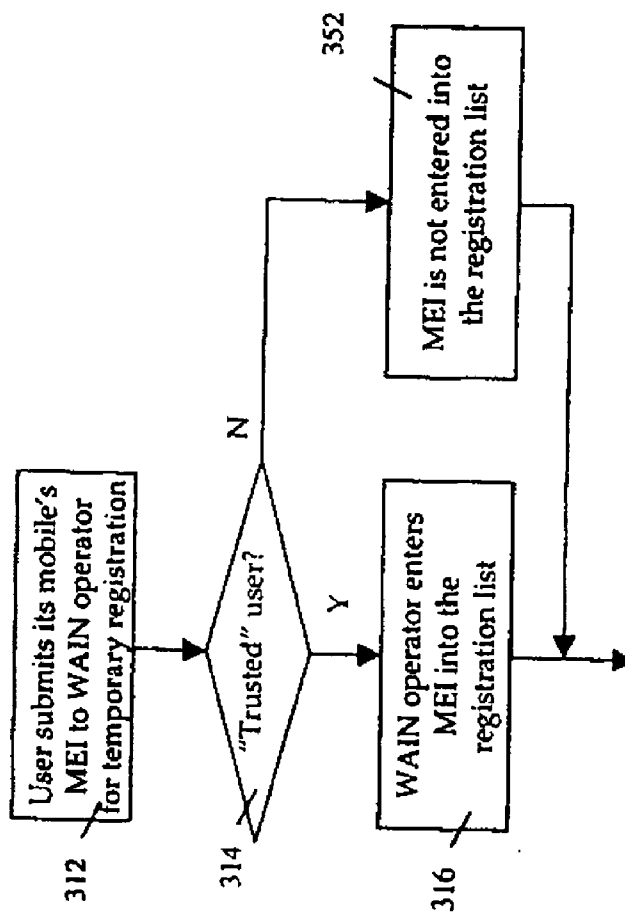 User submits its mobile's
MEI to WAIN operator
for temporary registration
312
"Trusted" user?
314
N
Y
WAIN operator enters
MEI into the
registration list
316
MEI is not entered into
the registration list
352